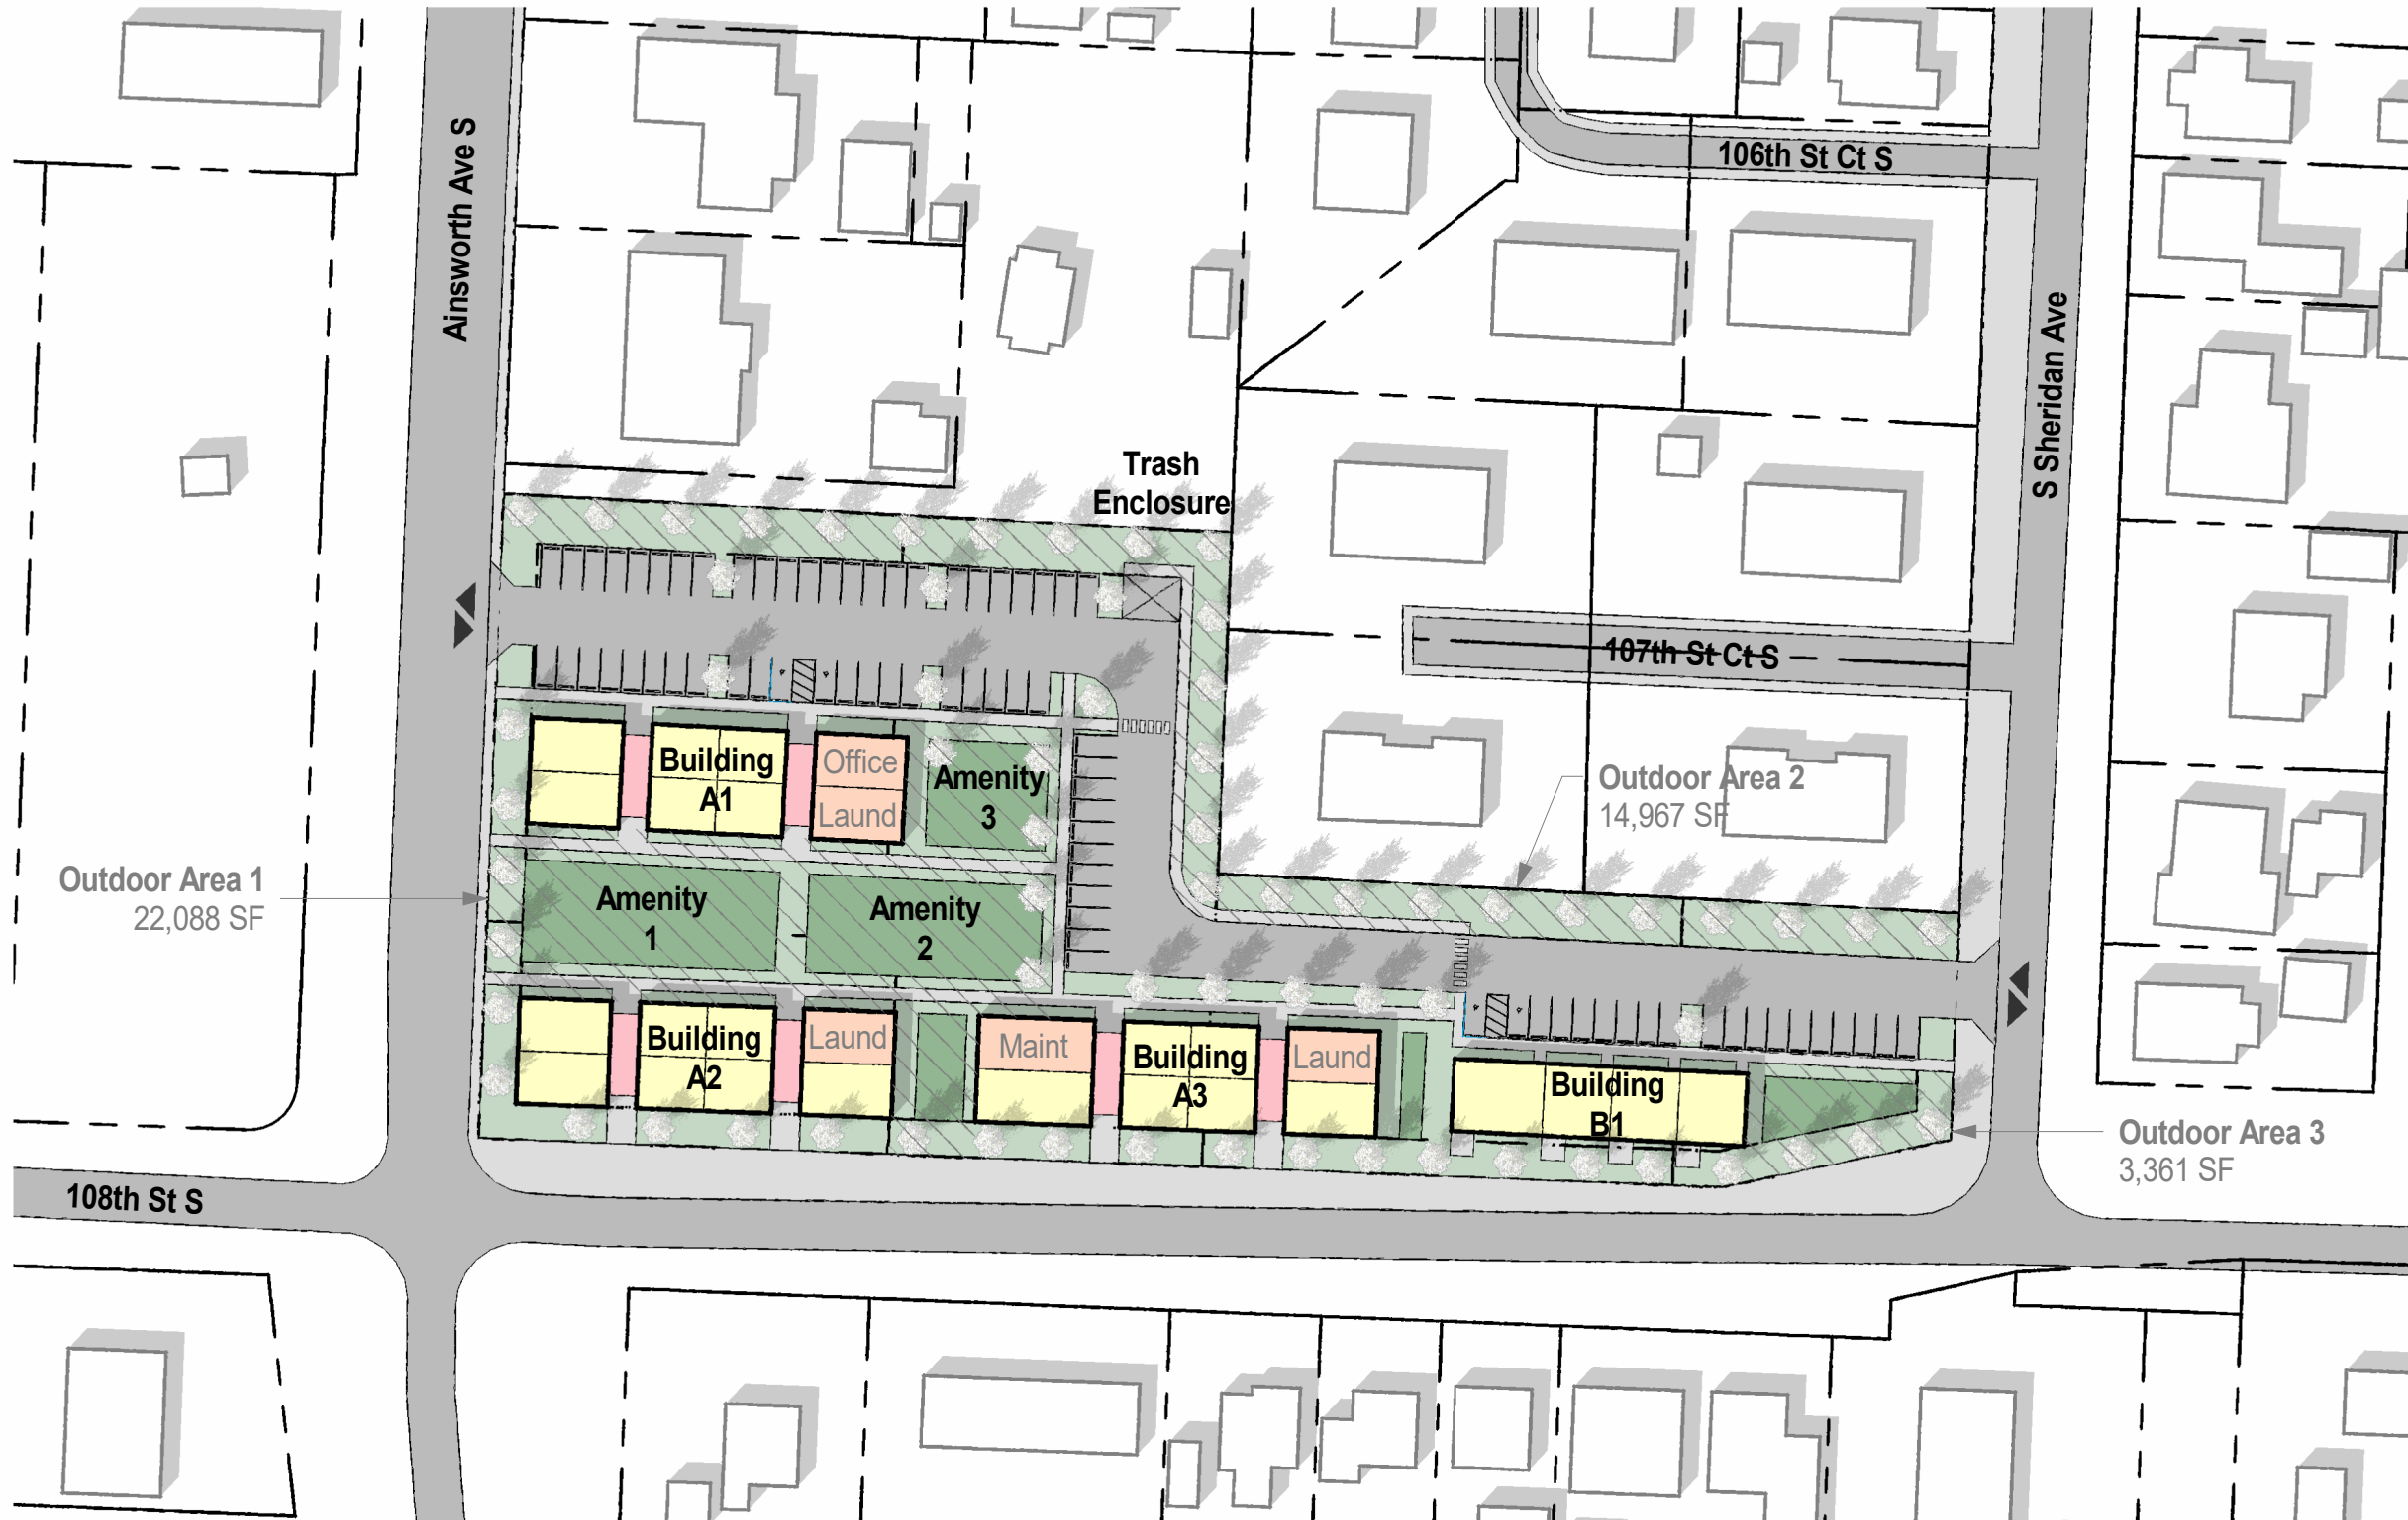 Ainsworth Ave S
106th St Ct S
S Sheridan Ave
Trash
Enclosure
107th St Ct S
Building
A1
Office
Laund
Amenity
3
Outdoor Area 2
14,967 SF
Outdoor Area 1
22,088 SF
Amenity
1
Amenity
2
Building
A2
Laund
Maint
Building
A3
Laund
Building
B1
Outdoor Area 3
3,361 SF
108th St S